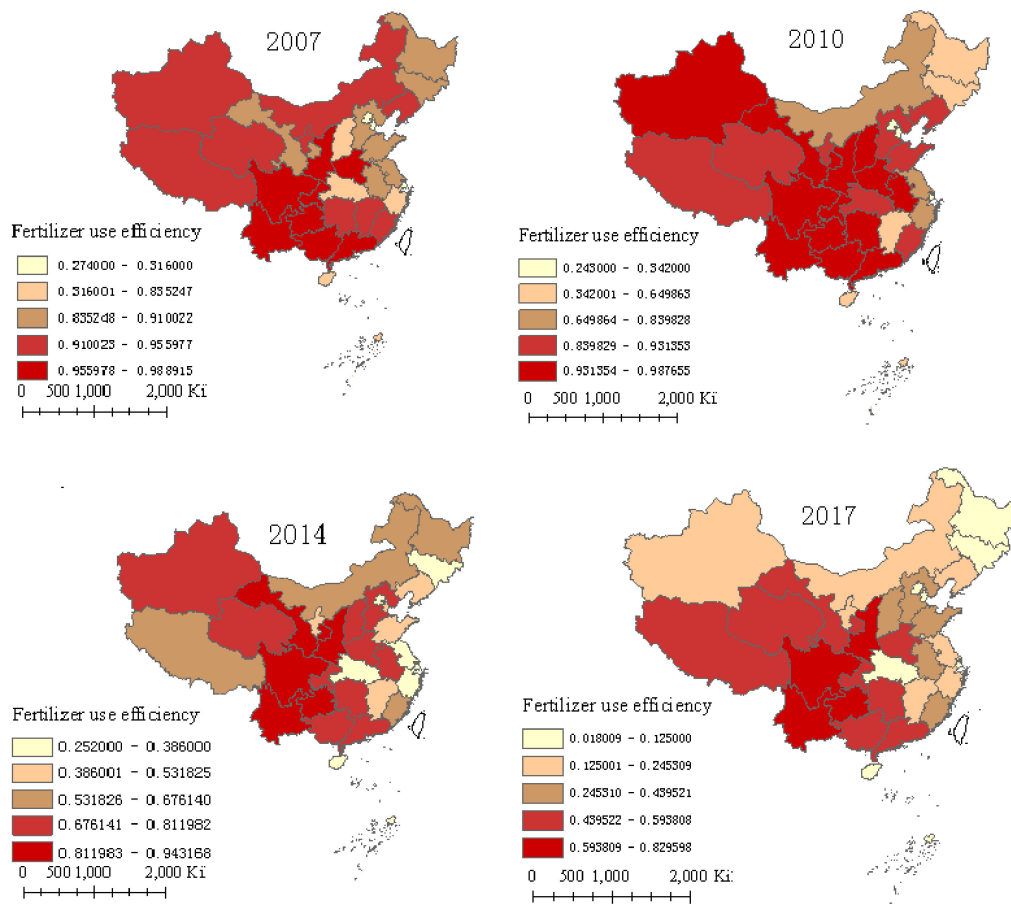 2007
Fertilizer use efficiency
0.274000 - 0.316000
0.316001 - 0.835247
0.835248 - 0.910022
0.910023 - 0.955977
0.955978 - 0.988915
0 500 1,000 2,000 Ki
2010
Fertilizer use efficiency
0.243000 - 0.342000
0.342001 - 0.649863
0.649864 - 0.839828
0.839829 - 0.931353
0.931354 - 0.987655
0 500 1,000 2,000 Ki
2014
Fertilizer use efficiency
0.252000 - 0.386000
0.386001 - 0.531825
0.531826 - 0.676140
0.676141 - 0.811982
0.811983 - 0.943168
0 500 1,000 2,000 Ki
2017
Fertilizer use efficiency
0.018009 - 0.125000
0.125001 - 0.245309
0.245310 - 0.439521
0.439522 - 0.593808
0.593809 - 0.829598
0 500 1,000 2,000 Ki